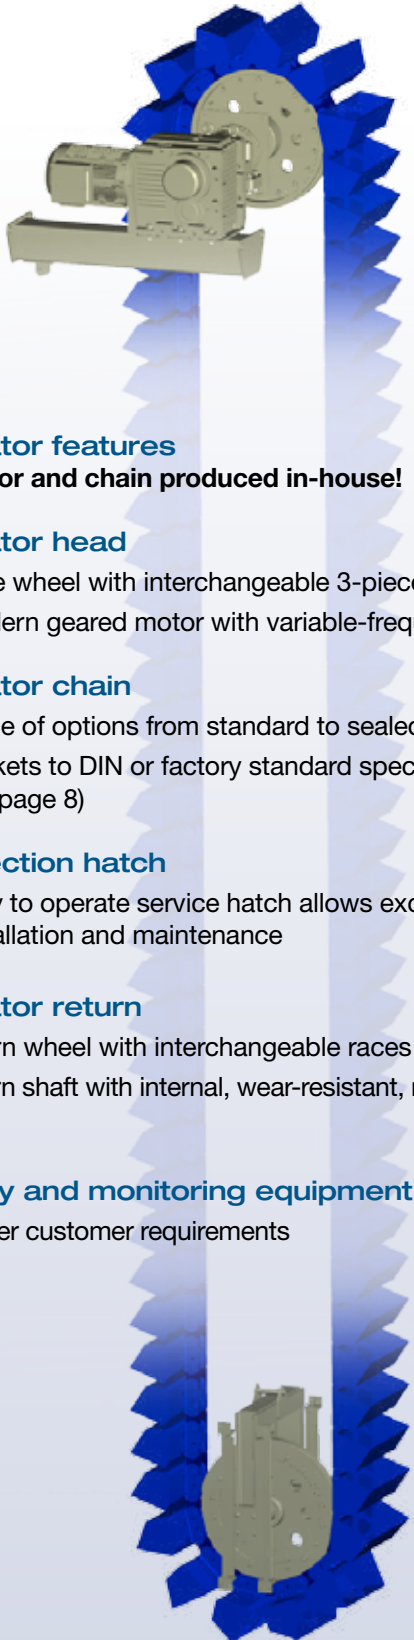 tor features
or and chain produced in-house!
tor head
e wheel with interchangeable 3-piece
ern geared motor with variable-frequ
tor chain
e of options from standard to sealed
kets to DIN or factory standard spec
page 8)
ection hatch
y to operate service hatch allows exc
allation and maintenance
tor return
rn wheel with interchangeable races
rn shaft with internal, wear-resistant, r
y and monitoring equipment
er customer requirements